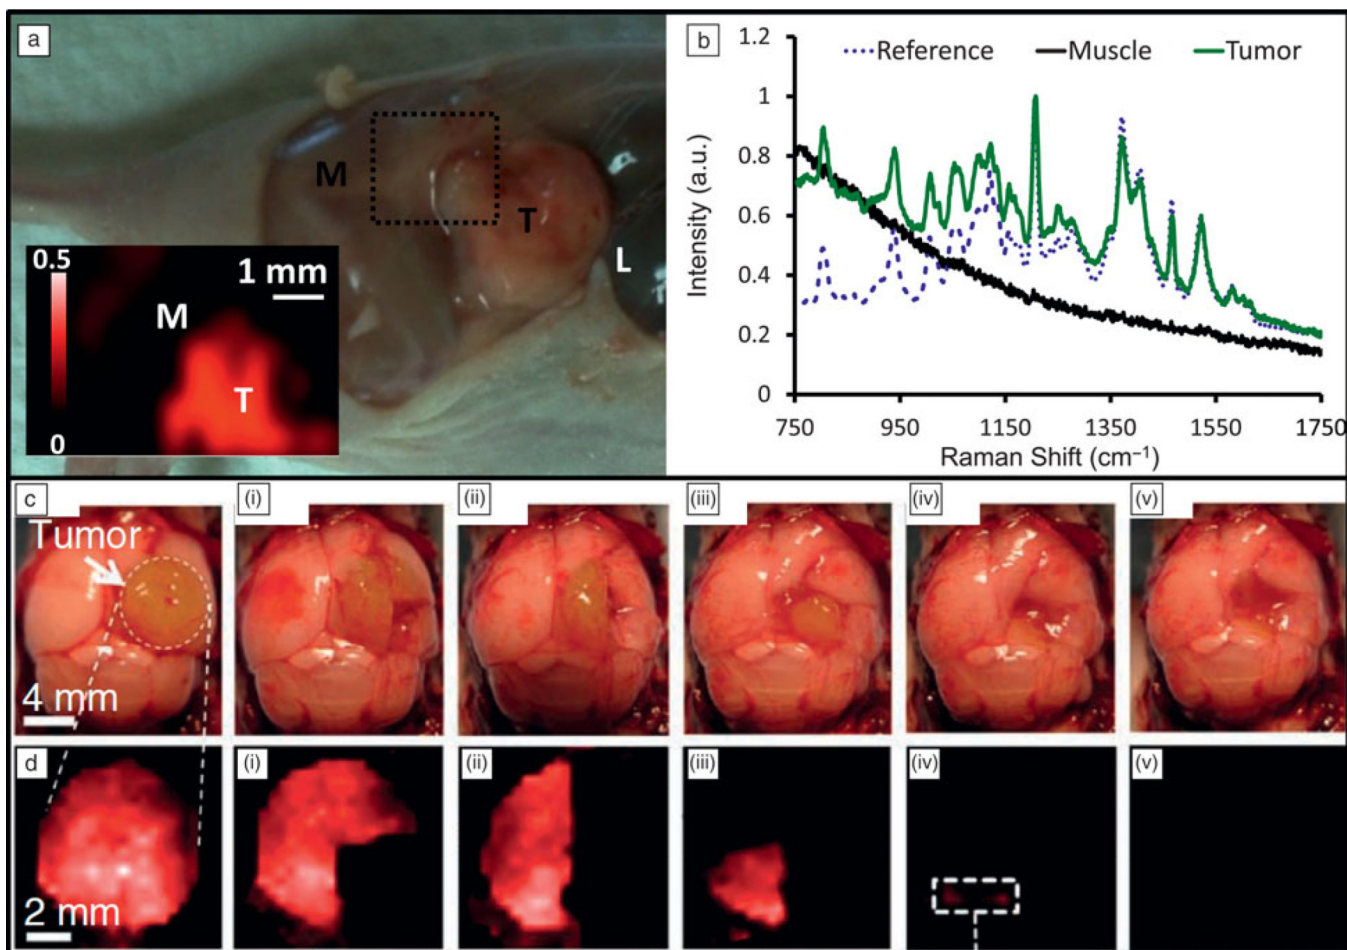 a
M
T
L
0.5
1 mm
M
T
0
b
1.2
Reference Muscle Tumor
1
0.8
0.6
0.4
0.2
0
Intensity (a.u.)
750 950 1150 1350 1550 1750
Raman Shift (cm⁻¹)
c (i) (ii) (iii) (iv) (v)
Tumor
4 mm
d (i) (ii) (iii) (iv) (v)
2 mm